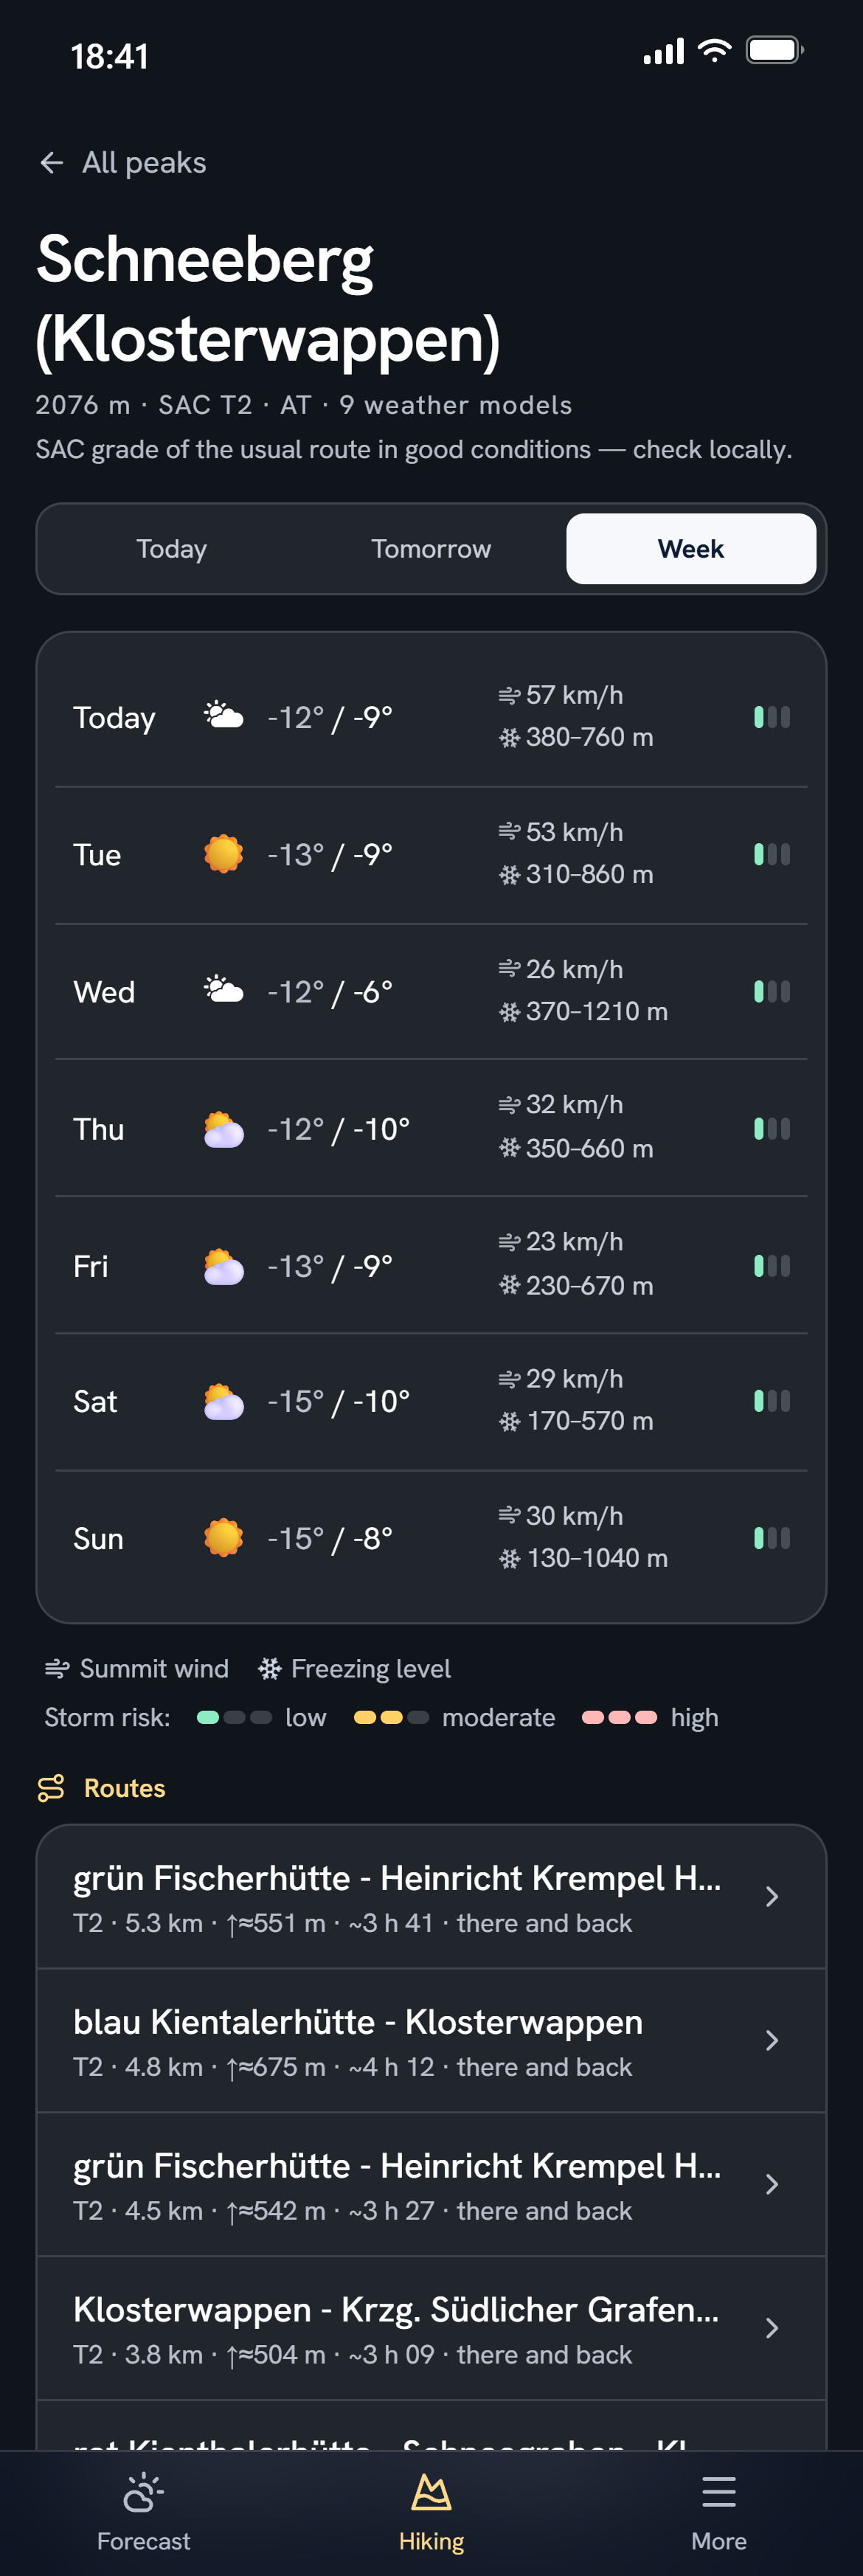 18:41
All peaks
Schneeberg
(Klosterwappen)
2076 m · SAC T2 · AT · 9 weather models
SAC grade of the usual route in good conditions — check locally.
Today Tomorrow Week
Today -12° / -9° 57 km/h
380–760 m
Tue -13° / -9° 53 km/h
310–860 m
Wed -12° / -6° 26 km/h
370–1210 m
Thu -12° / -10° 32 km/h
350–660 m
Fri -13° / -9° 23 km/h
230–670 m
Sat -15° / -10° 29 km/h
170–570 m
Sun -15° / -8° 30 km/h
130–1040 m
Summit wind Freezing level
Storm risk: low moderate high
Routes
grün Fischerhütte - Heinricht Krempel H...
T2 · 5.3 km · ↑≈551 m · ~3 h 41 · there and back
blau Kientalerhütte - Klosterwappen
T2 · 4.8 km · ↑≈675 m · ~4 h 12 · there and back
grün Fischerhütte - Heinricht Krempel H...
T2 · 4.5 km · ↑≈542 m · ~3 h 27 · there and back
Klosterwappen - Krzg. Südlicher Grafen...
T2 · 3.8 km · ↑≈504 m · ~3 h 09 · there and back
Forecast Hiking More